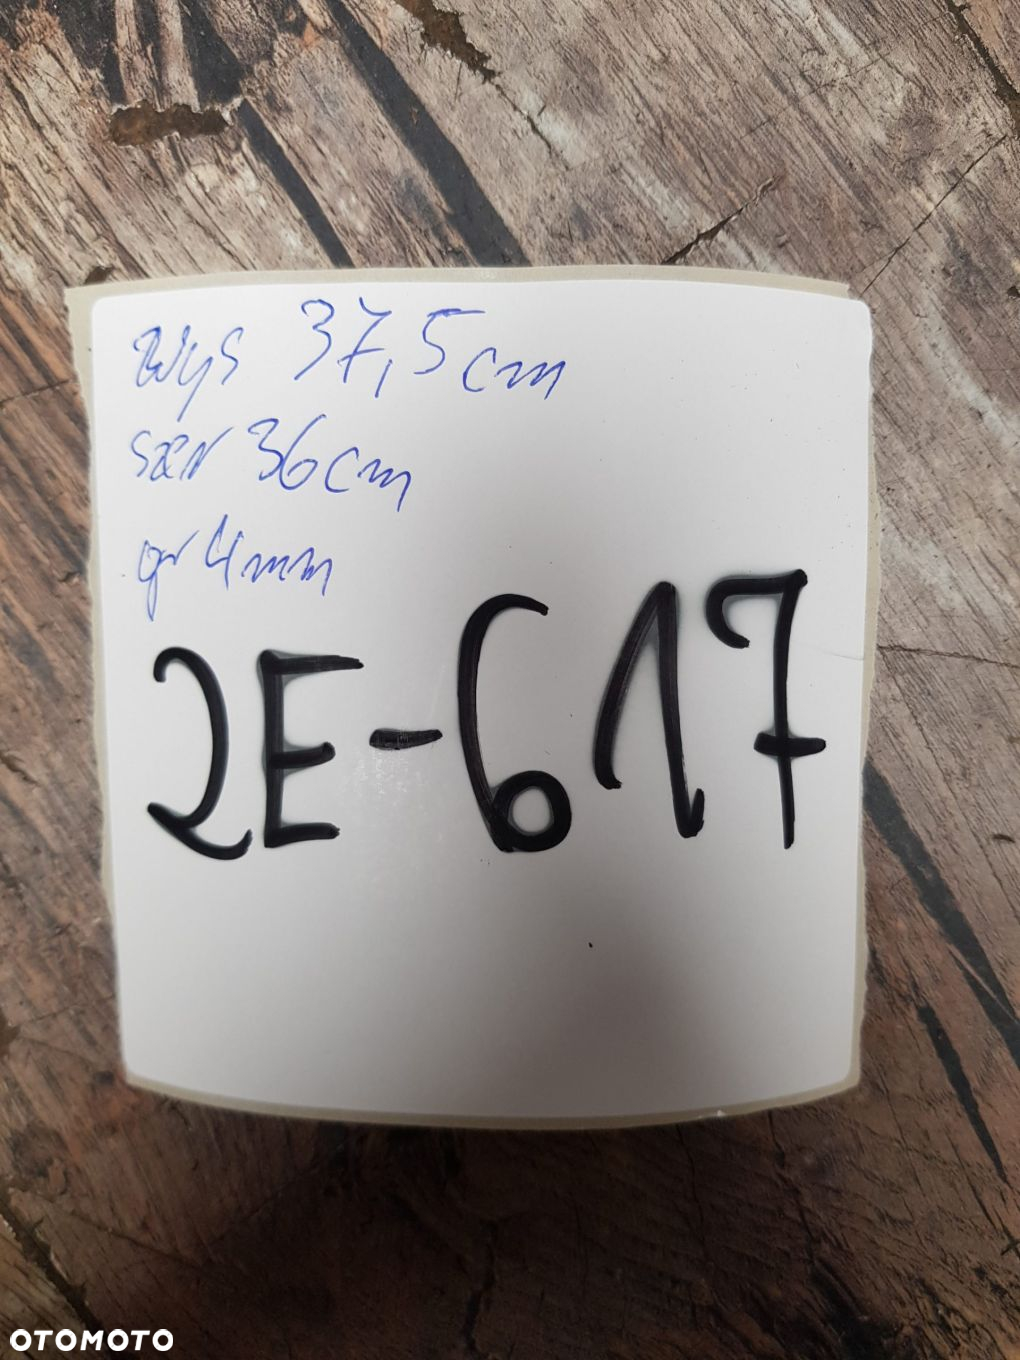 wys 37,5cm
szer 36cm
gr 4mm
2E-617
OTOMOTO